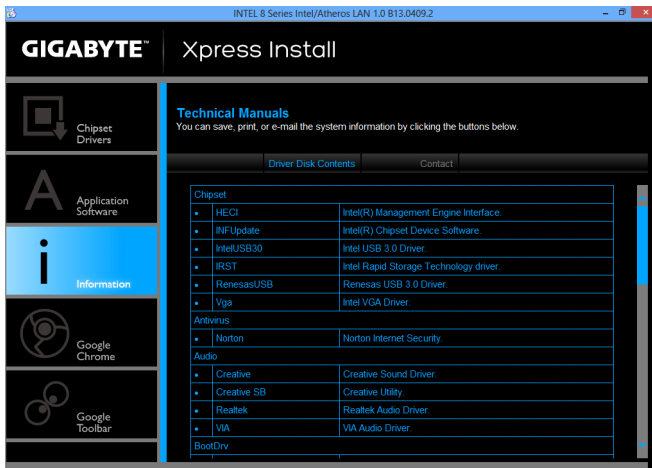 INTEL 8 Series Intel/Atheros LAN 1.0 B13.0409.2
GIGABYTE™
Xpress Install
Chipset
Drivers
Application
Software
Information
Google
Chrome
Google
Toolbar
Technical Manuals
You can save, print, or e-mail the system information by clicking the buttons below.
Driver Disk Contents Contact
Chipset
• HECI Intel(R) Management Engine Interface.
• INFUpdate Intel(R) Chipset Device Software.
• IntelUSB30 Intel USB 3.0 Driver.
• IRST Intel Rapid Storage Technology driver.
• RenesasUSB Renesas USB 3.0 Driver.
• Vga Intel VGA Driver.
Antivirus
• Norton Norton Internet Security.
Audio
• Creative Creative Sound Driver.
• Creative SB Creative Utility.
• Realtek Realtek Audio Driver.
• VIA VIA Audio Driver.
BootDrv